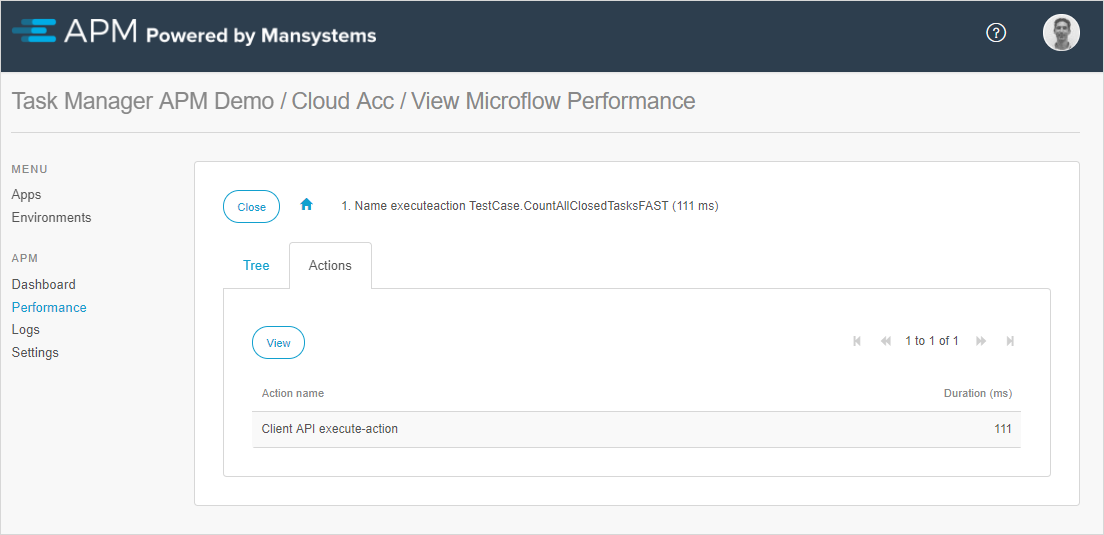 APM Powered by Mansystems
Task Manager APM Demo / Cloud Acc / View Microflow Performance
MENU
Apps
Environments
APM
Dashboard
Performance
Logs
Settings
Close
1. Name executeaction TestCase.CountAllClosedTasksFAST (111 ms)
Tree
Actions
View
1 to 1 of 1
Action name Duration (ms)
Client API execute-action 111